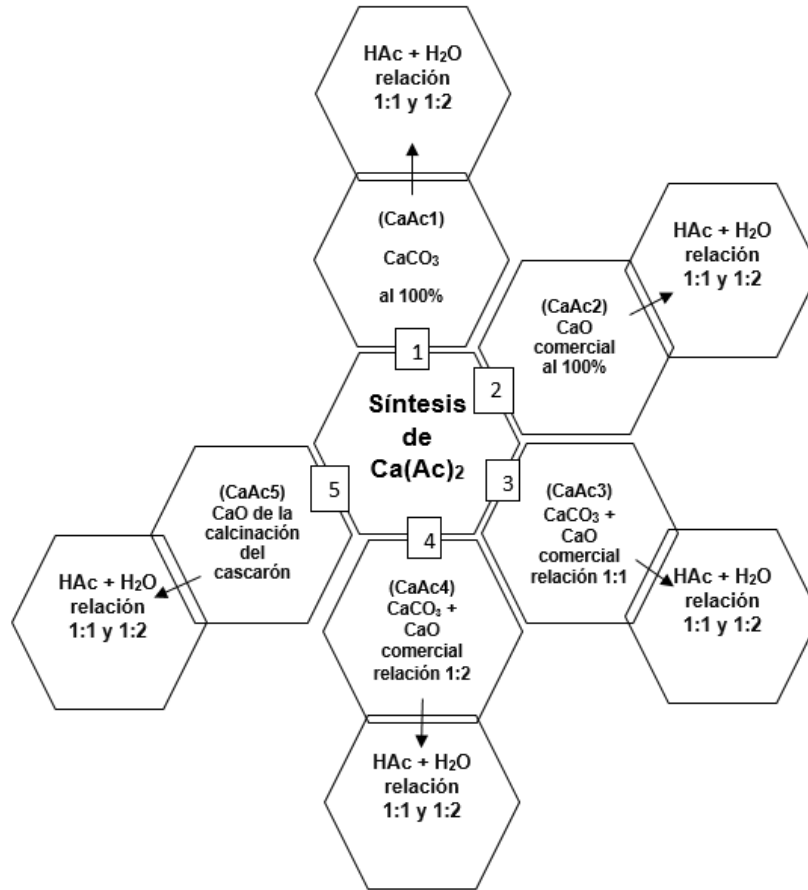 HAc + H₂O
relación
1:1 y 1:2
(CaAc1)
CaCO₃
al 100%
1
HAc + H₂O
relación
1:1 y 1:2
(CaAc2)
CaO
comercial
al 100%
2
Síntesis
de
Ca(Ac)₂
3
(CaAc3)
CaCO₃ +
CaO
comercial
relación 1:1
HAc + H₂O
relación
1:1 y 1:2
4
(CaAc4)
CaCO₃ +
CaO
comercial
relación 1:2
HAc + H₂O
relación
1:1 y 1:2
5
(CaAc5)
CaO de la
calcinación
del
cascarón
HAc + H₂O
relación
1:1 y 1:2